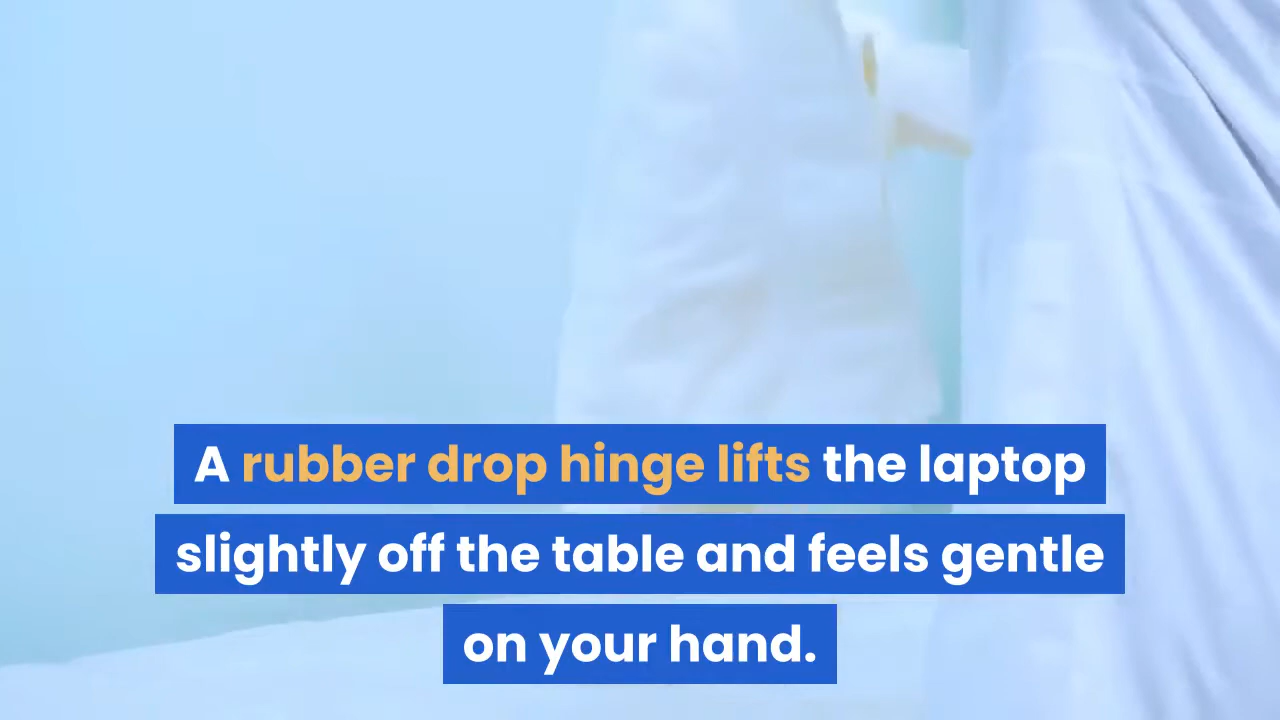 A rubber drop hinge lifts the laptop
slightly off the table and feels gentle
on your hand.